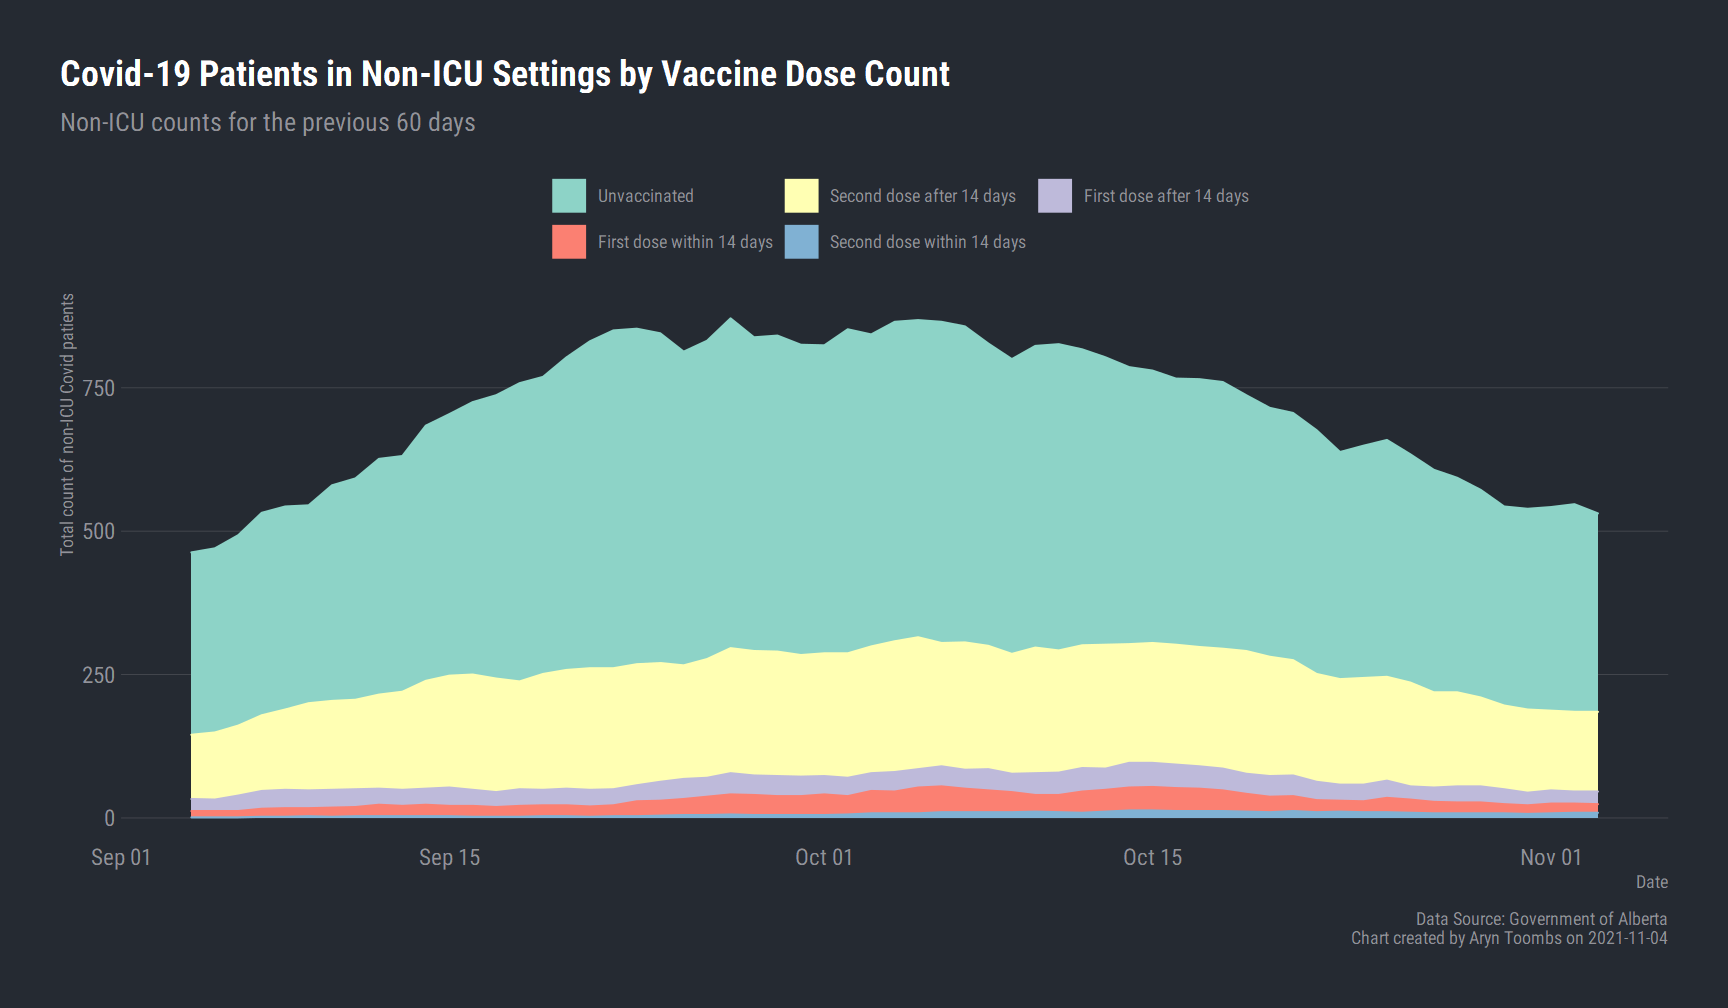 Covid-19 Patients in Non-ICU Settings by Vaccine Dose Count
Non-ICU counts for the previous 60 days
Unvaccinated
Second dose after 14 days
First dose after 14 days
First dose within 14 days
Second dose within 14 days
Total count of non-ICU Covid patients
750
500
250
0
Sep 01
Sep 15
Oct 01
Oct 15
Nov 01
Date
Data Source: Government of Alberta
Chart created by Aryn Toombs on 2021-11-04